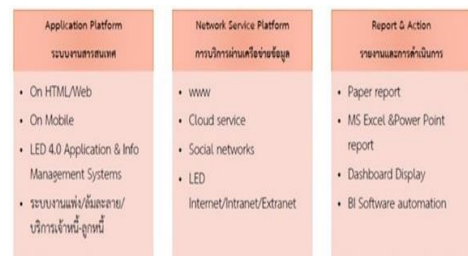 Application Platform
ระบบงานสารสนเทศ
• On HTML/Web
• On Mobile
• LED 4.0 Application & Info
Management Systems
• ระบบงานแพ่ง/ล้มละลาย/
บริการเจ้าหนี้-ลูกหนี้
Network Service Platform
การบริการผ่านเครือข่ายข้อมูล
• www
• Cloud service
• Social networks
• LED
Internet/Intranet/Extranet
Report & Action
รายงานและการดำเนินการ
• Paper report
• MS Excel &Power Point
report
• Dashboard Display
• BI Software automation